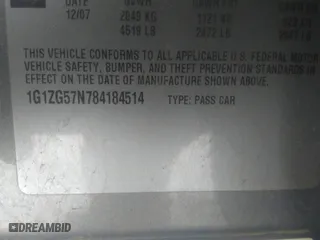 12/07 2049 KG
4519 LB
THIS VEHICLE CONFORMS TO ALL APPLICABLE U.S. FEDERAL MOTOR
VEHICLE SAFETY, BUMPER, AND THEFT PREVENTION STANDARDS
IN EFFECT ON THE DATE OF MANUFACTURE SHOWN ABOVE.
1G1ZG57N784184514 TYPE: PASS CAR
DREAMBID